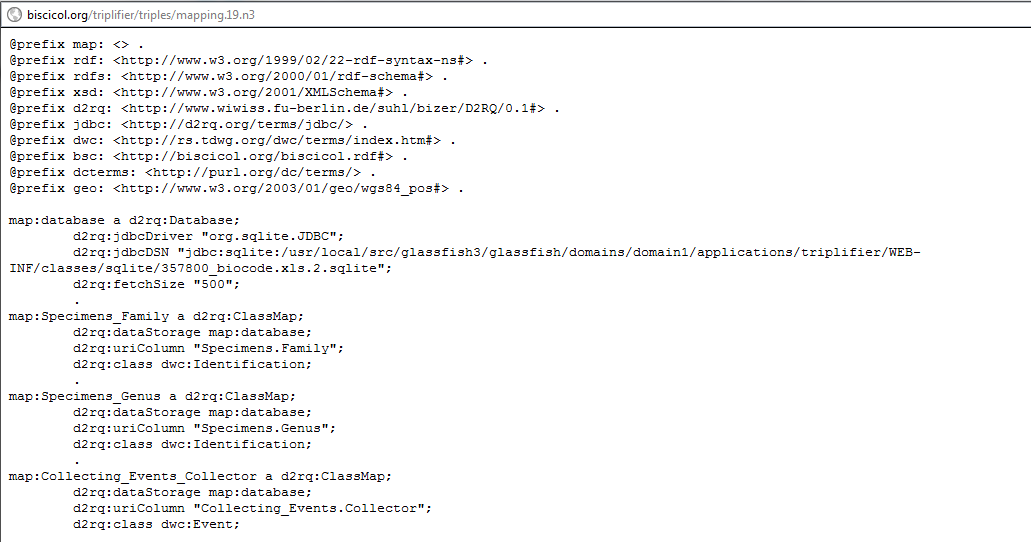 biscicol.org/triplifier/triples/mapping.19.n3
@prefix map: <> .
@prefix rdf: <http://www.w3.org/1999/02/22-rdf-syntax-ns#> .
@prefix rdfs: <http://www.w3.org/2000/01/rdf-schema#> .
@prefix xsd: <http://www.w3.org/2001/XMLSchema#> .
@prefix d2rq: <http://www.wiwiss.fu-berlin.de/suhl/bizer/D2RQ/0.1#> .
@prefix jdbc: <http://d2rq.org/terms/jdbc/> .
@prefix dwc: <http://rs.tdwg.org/dwc/terms/index.htm#> .
@prefix bsc: <http://biscicol.org/biscicol.rdf#> .
@prefix dcterms: <http://purl.org/dc/terms/> .
@prefix geo: <http://www.w3.org/2003/01/geo/wgs84_pos#> .

map:database a d2rq:Database;
        d2rq:jdbcDriver "org.sqlite.JDBC";
        d2rq:jdbcDSN "jdbc:sqlite:/usr/local/src/glassfish3/glassfish/domains/domain1/applications/triplifier/WEB-
INF/classes/sqlite/357800_biocode.xls.2.sqlite";
        d2rq:fetchSize "500";
        .
map:Specimens_Family a d2rq:ClassMap;
        d2rq:dataStorage map:database;
        d2rq:uriColumn "Specimens.Family";
        d2rq:class dwc:Identification;
        .
map:Specimens_Genus a d2rq:ClassMap;
        d2rq:dataStorage map:database;
        d2rq:uriColumn "Specimens.Genus";
        d2rq:class dwc:Identification;
        .
map:Collecting_Events_Collector a d2rq:ClassMap;
        d2rq:dataStorage map:database;
        d2rq:uriColumn "Collecting_Events.Collector";
        d2rq:class dwc:Event;